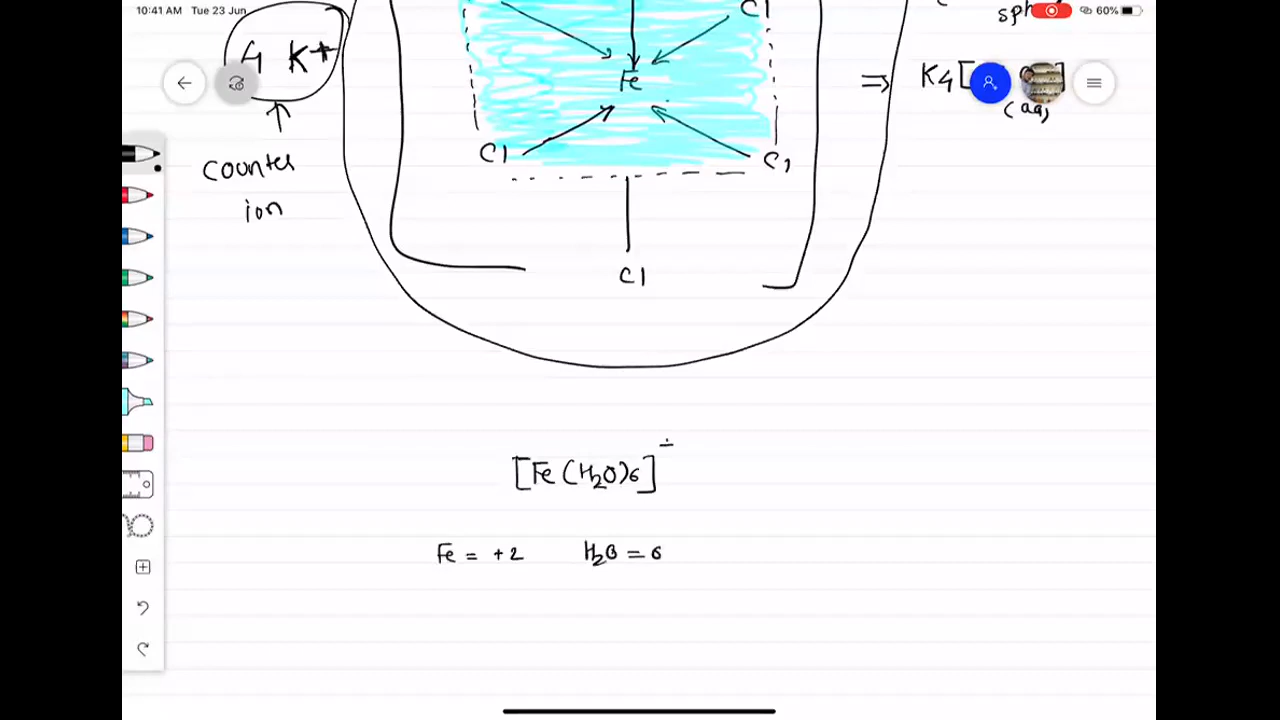 10:41 AM Tue 23 Jun
60%
Cl
sph
4 K+
Fe
⇒ K4[ ]
(aq)
Cl
Cl
counter
ion
Cl
[Fe(H2O)6]
Fe = +2 H2O = 6